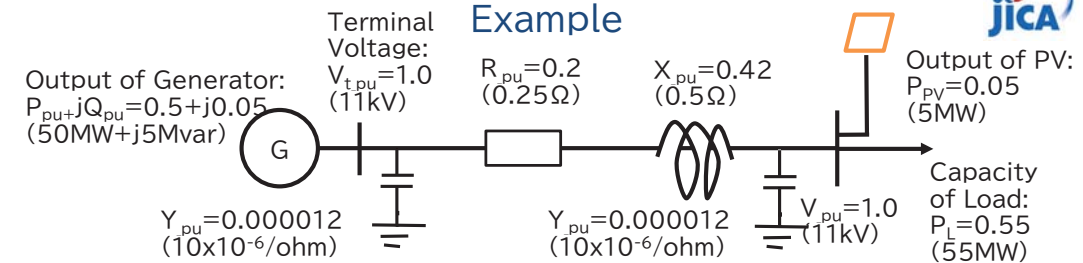 Example
JICA
Terminal
Voltage:
V_t_pu=1.0
(11kV)
Output of Generator:
P_pu+jQ_pu=0.5+j0.05
(50MW+j5Mvar)
G
R_pu=0.2
(0.25Ω)
X_pu=0.42
(0.5Ω)
Output of PV:
P_PV=0.05
(5MW)
Y_pu=0.000012
(10x10⁻⁶/ohm)
Y_pu=0.000012
(10x10⁻⁶/ohm)
V_pu=1.0
(11kV)
Capacity
of Load:
P_L=0.55
(55MW)